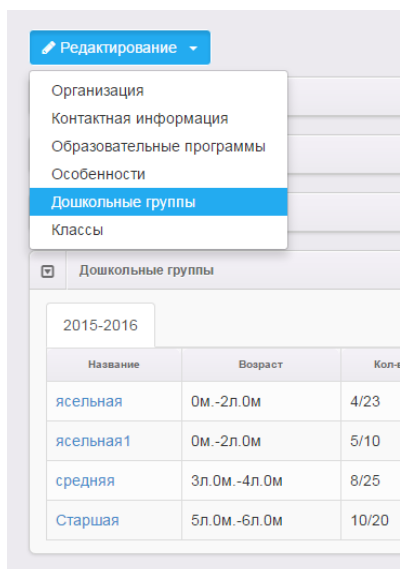 Редактирование
Организация
Контактная информация
Образовательные программы
Особенности
Дошкольные группы
Классы
Дошкольные группы
2015-2016
Название Возраст
ясельная 0м.-2л.0м 4/23
ясельная1 0м.-2л.0м 5/10
средняя 3л.0м.-4л.0м 8/25
Старшая 5л.0м.-6л.0м 10/20